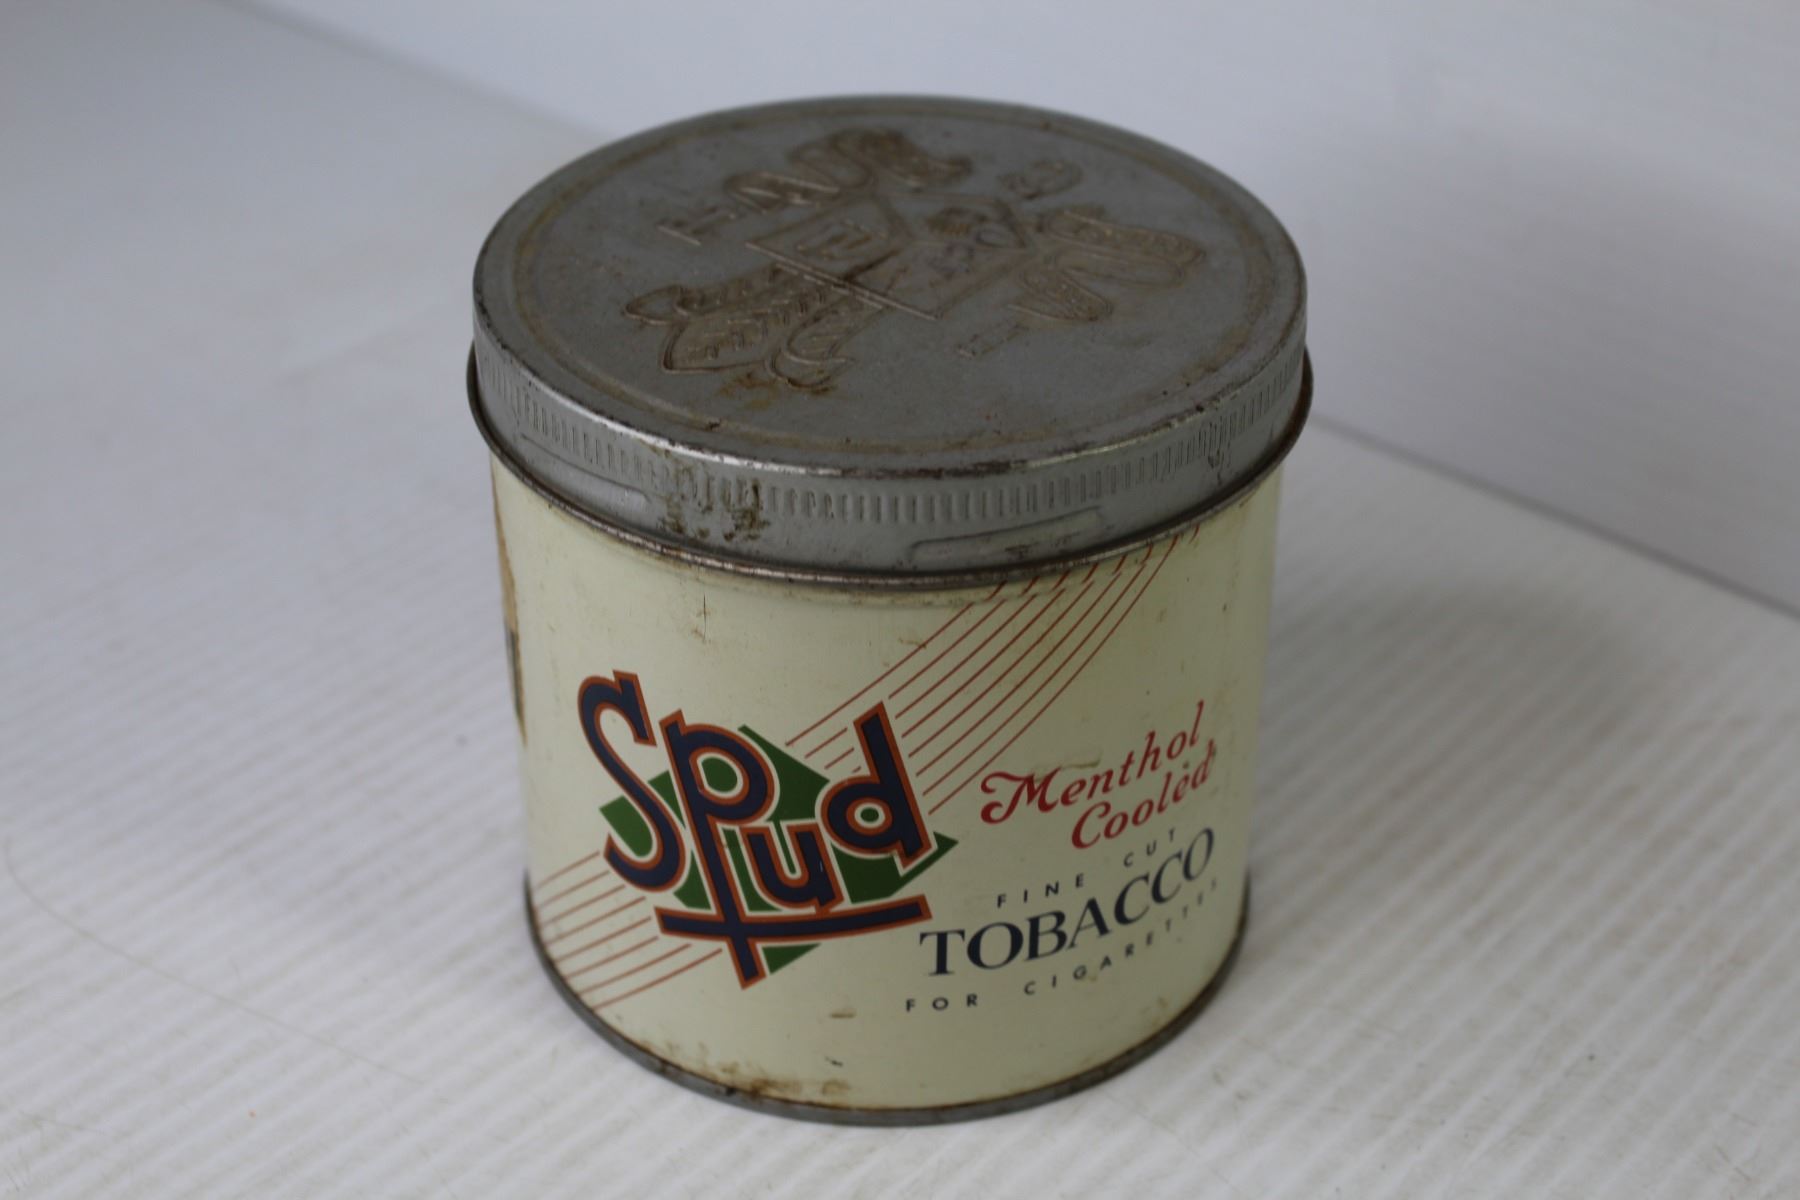 Spud
Menthol
Cooled
FINE CUT
TOBACCO
FOR CIGARETTES